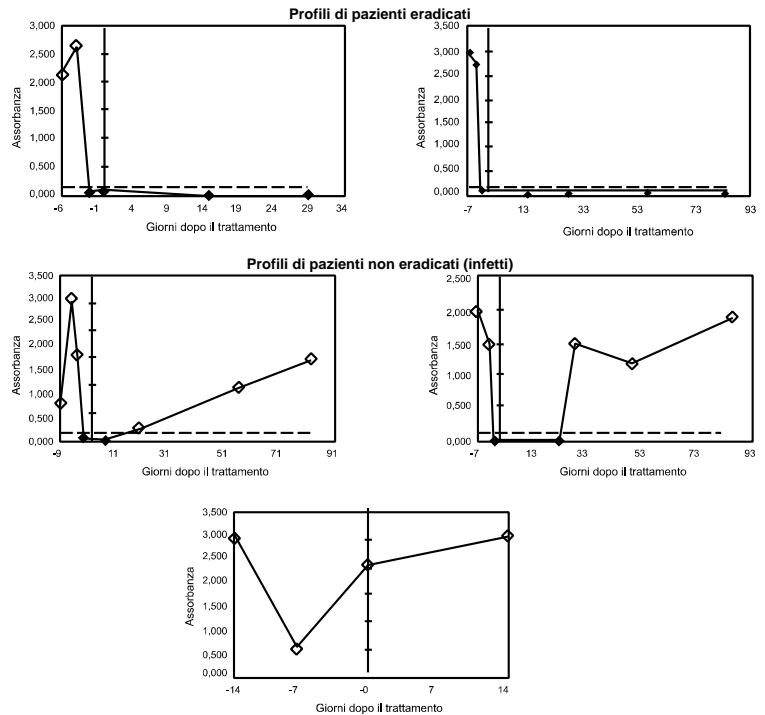 Profili di pazienti eradicati
3,000
2,500
2,000
1,500
1,000
0,500
0,000
Assorbanza
-6 -1 4 9 14 19 24 29 34
Giorni dopo il trattamento
3,500
3,000
2,500
2,000
1,500
1,000
0,500
0,000
Assorbanza
-7 13 33 53 73 93
Giorni dopo il trattamento
Profili di pazienti non eradicati (infetti)
3,500
3,000
2,500
2,000
1,500
1,000
0,500
0,000
Assorbanza
-9 11 31 51 71 91
Giorni dopo il trattamento
2,500
2,000
1,500
1,000
0,500
0,000
Assorbanza
-7 13 33 53 73 93
Giorni dopo il trattamento
3,500
3,000
2,500
2,000
1,500
1,000
0,500
0,000
Assorbanza
-14 -7 -0 7 14
Giorni dopo il trattamento